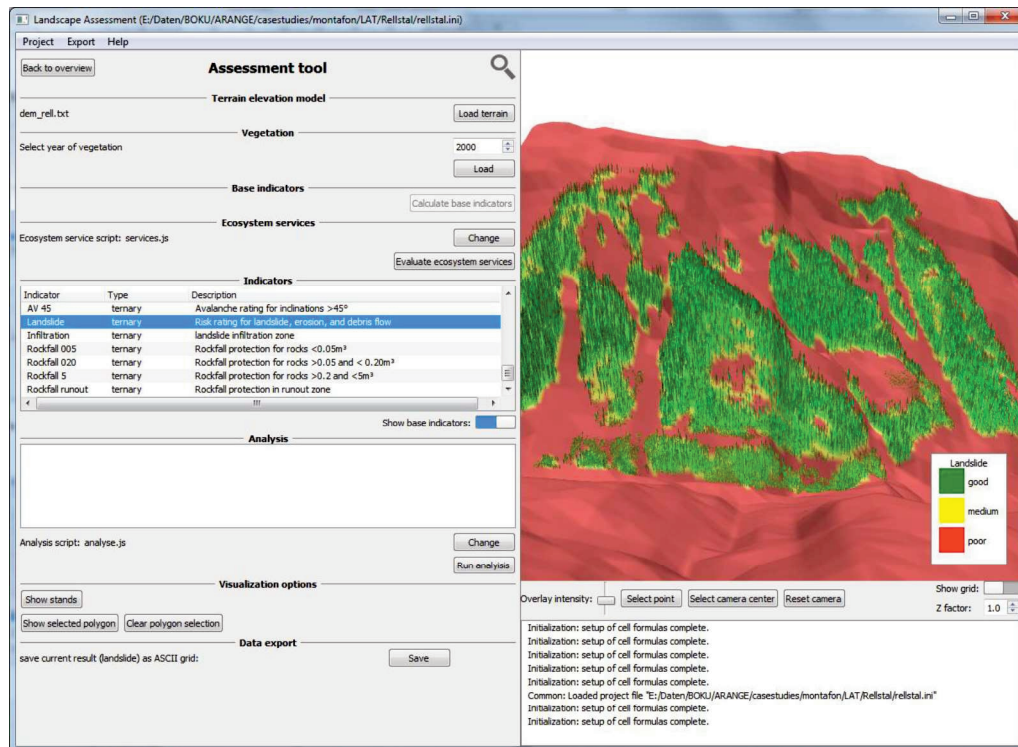 Landscape Assessment (E:/Daten/BOKU/ARANGE/casestudies/montafon/LAT/Rellstal/rellstal.ini)
Project Export Help
Back to overview
Assessment tool
Terrain elevation model
dem_rell.txt
Load terrain
Vegetation
Select year of vegetation
2000
Load
Base indicators
Calculate base indicators
Ecosystem services
Ecosystem service script: services.js
Change
Evaluate ecosystem services
Indicators
Indicator Type Description
AV 45 ternary Avalanche rating for inclinations >45°
Landslide ternary Risk rating for landslide, erosion, and debris flow
Infiltration ternary landslide infiltration zone
Rockfall 005 ternary Rockfall protection for rocks <0.05m³
Rockfall 020 ternary Rockfall protection for rocks >0.05 and < 0.20m³
Rockfall 5 ternary Rockfall protection for rocks >0.2 and <5m³
Rockfall runout ternary Rockfall protection in runout zone
Show base indicators:
Analysis
Analysis script: analyse.js
Change
Run analyisis
Visualization options
Show stands
Show selected polygon Clear polygon selection
Data export
save current result (landslide) as ASCII grid:
Save
Landslide
good
medium
poor
Overlay intensity:
Select point Select camera center Reset camera
Show grid:
Z factor: 1.0
Initialization: setup of cell formulas complete.
Initialization: setup of cell formulas complete.
Initialization: setup of cell formulas complete.
Initialization: setup of cell formulas complete.
Initialization: setup of cell formulas complete.
Common: Loaded project file "E:/Daten/BOKU/ARANGE/casestudies/montafon/LAT/Rellstal/rellstal.ini"
Initialization: setup of cell formulas complete.
Initialization: setup of cell formulas complete.